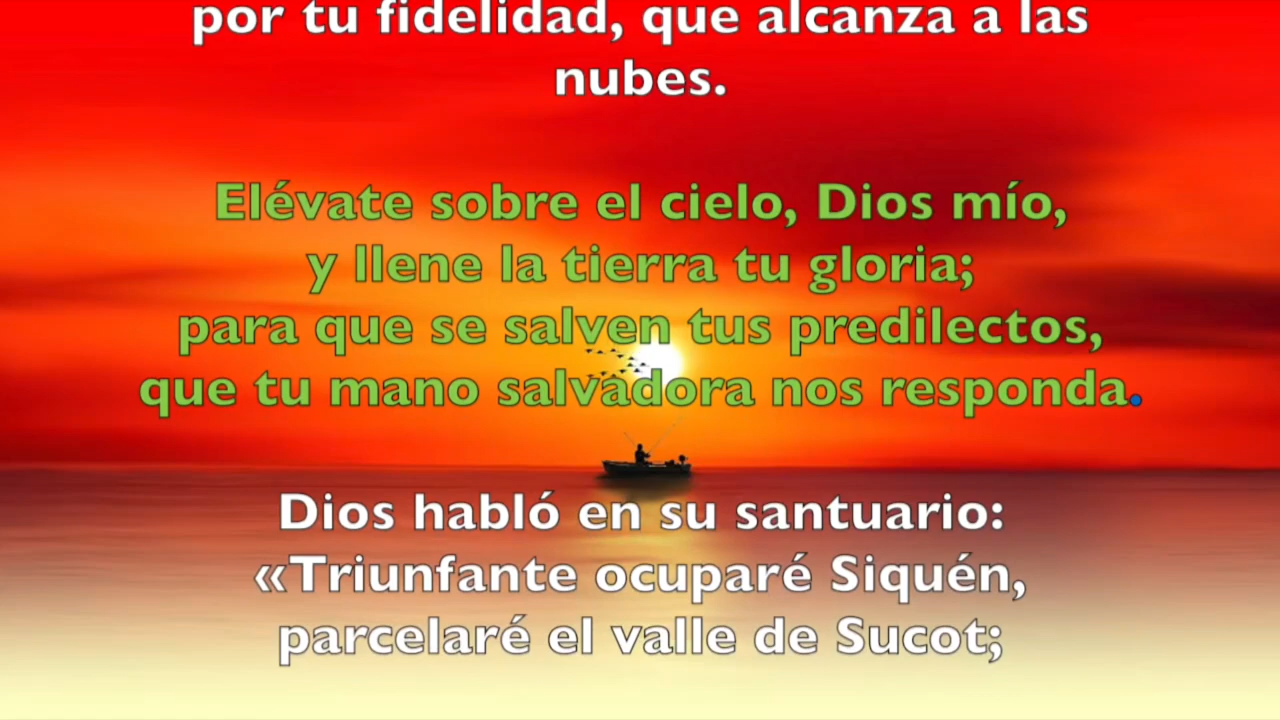 por tu fidelidad, que alcanza a las
nubes.
Elévate sobre el cielo, Dios mío,
y llene la tierra tu gloria;
para que se salven tus predilectos,
que tu mano salvadora nos responda.
Dios habló en su santuario:
«Triunfante ocuparé Siquén,
parcelaré el valle de Sucot;